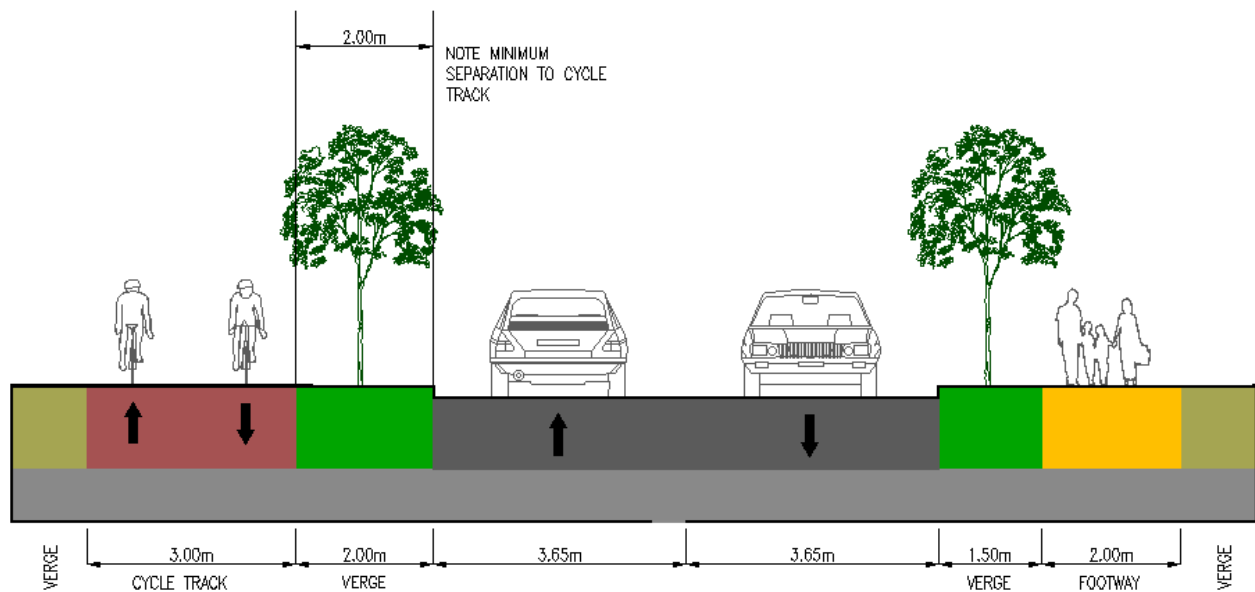 2.00m
NOTE MINIMUM
SEPARATION TO CYCLE
TRACK
VERGE
3.00m
CYCLE TRACK
2.00m
VERGE
3.65m
3.65m
1.50m
VERGE
2.00m
FOOTWAY
VERGE